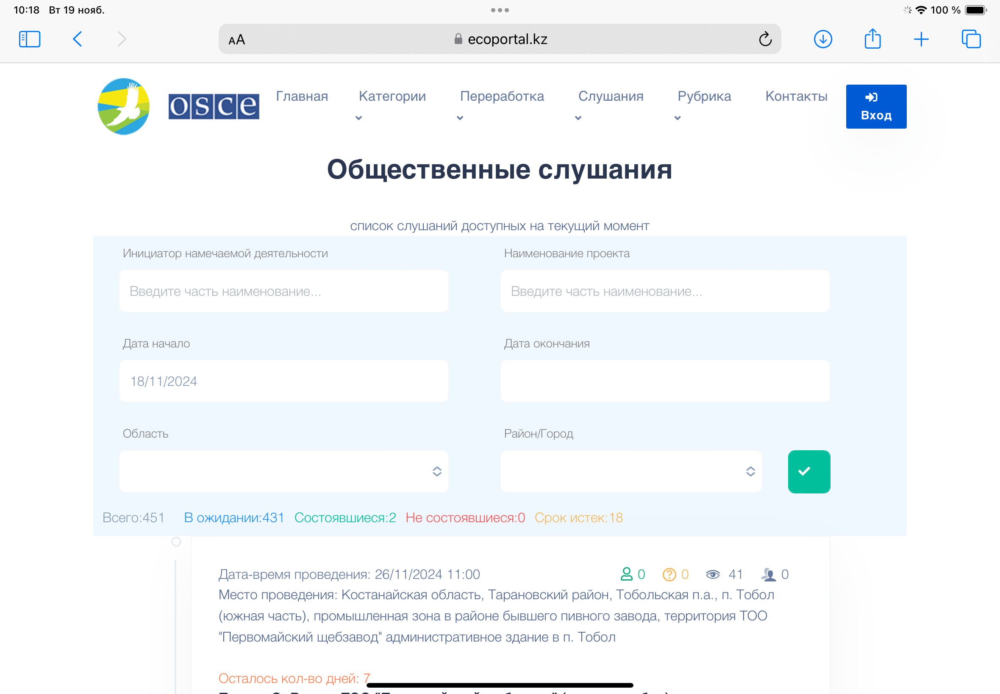 10:18 Вт 19 нояб.
100 %
AA
ecoportal.kz
osce
Главная Категории Переработка Слушания Рубрика Контакты
Вход
Общественные слушания
список слушаний доступных на текущий момент
Инициатор намечаемой деятельности
Наименование проекта
Введите часть наименование...
Введите часть наименование...
Дата начало
Дата окончания
18/11/2024
Область
Район/Город
Всего:451 В ожидании:431 Состоявшиеся:2 Не состоявшиеся:0 Срок истек:18
Дата-время проведения: 26/11/2024 11:00 0 0 41 0
Место проведения: Костанайская область, Тарановский район, Тобольская п.а., п. Тобол
(южная часть), промышленная зона в районе бывшего пивного завода, территория ТОО
"Первомайский щебзавод" административное здание в п. Тобол
Осталось кол-во дней: 7